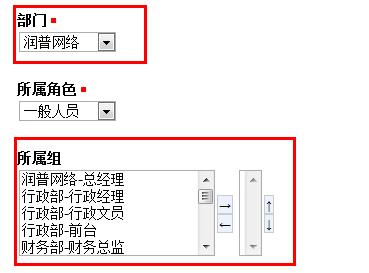 部门
润普网络
所属角色
一般人员
所属组
润普网络-总经理
行政部-行政经理
行政部-行政文员
行政部-前台
财务部-财务总监